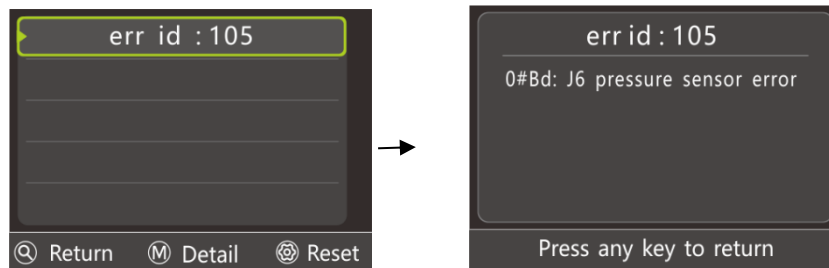 err id : 105
Return M Detail Reset
err id : 105
0#Bd: J6 pressure sensor error
Press any key to return